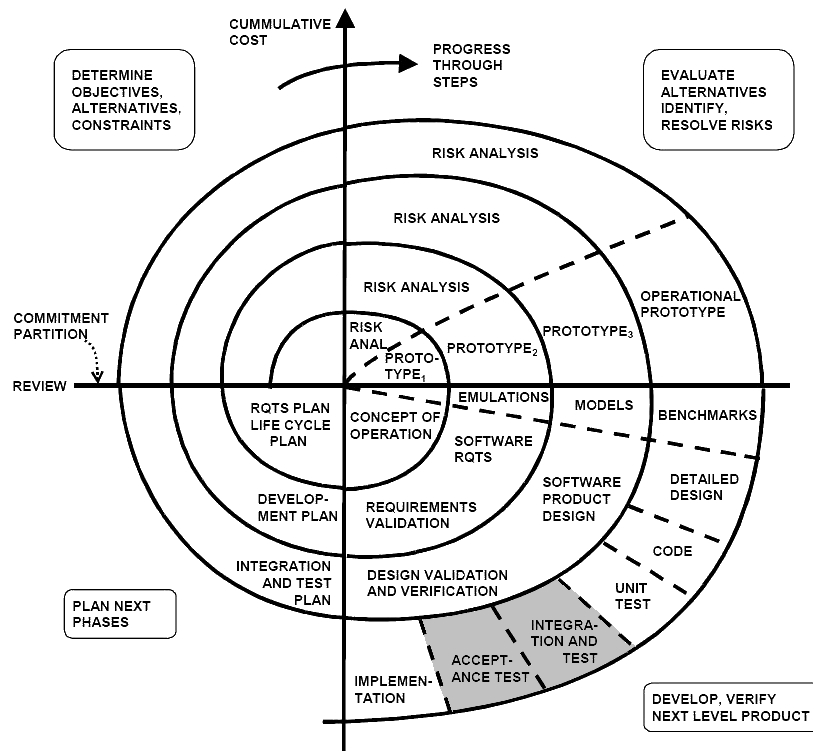 CUMMULATIVE
COST
PROGRESS
THROUGH
STEPS
DETERMINE
OBJECTIVES,
ALTERNATIVES,
CONSTRAINTS
EVALUATE
ALTERNATIVES
IDENTIFY,
RESOLVE RISKS
RISK ANALYSIS
RISK ANALYSIS
RISK ANALYSIS
RISK
ANAL.
PROTO-
TYPE1
PROTOTYPE2
PROTOTYPE3
OPERATIONAL
PROTOTYPE
COMMITMENT
PARTITION
REVIEW
EMULATIONS
MODELS
BENCHMARKS
RQTS PLAN
LIFE CYCLE
PLAN
CONCEPT OF
OPERATION
SOFTWARE
RQTS
SOFTWARE
PRODUCT
DESIGN
DETAILED
DESIGN
DEVELOP-
MENT PLAN
REQUIREMENTS
VALIDATION
CODE
INTEGRATION
AND TEST
PLAN
DESIGN VALIDATION
AND VERIFICATION
UNIT
TEST
PLAN NEXT
PHASES
INTEGRA-
TION AND
TEST
ACCEPT-
ANCE TEST
IMPLEMEN-
TATION
DEVELOP, VERIFY
NEXT LEVEL PRODUCT